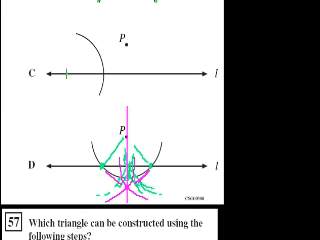 P
C
l
P
D
l
57 Which triangle can be constructed using the
following steps?